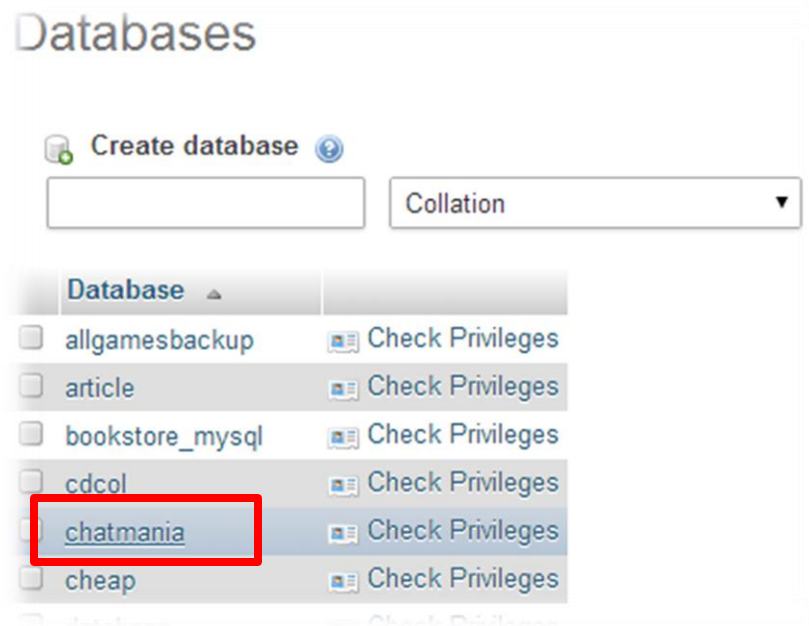 Databases
Create database
Collation
Database
allgamesbackup Check Privileges
article Check Privileges
bookstore_mysql Check Privileges
cdcol Check Privileges
chatmania Check Privileges
cheap Check Privileges